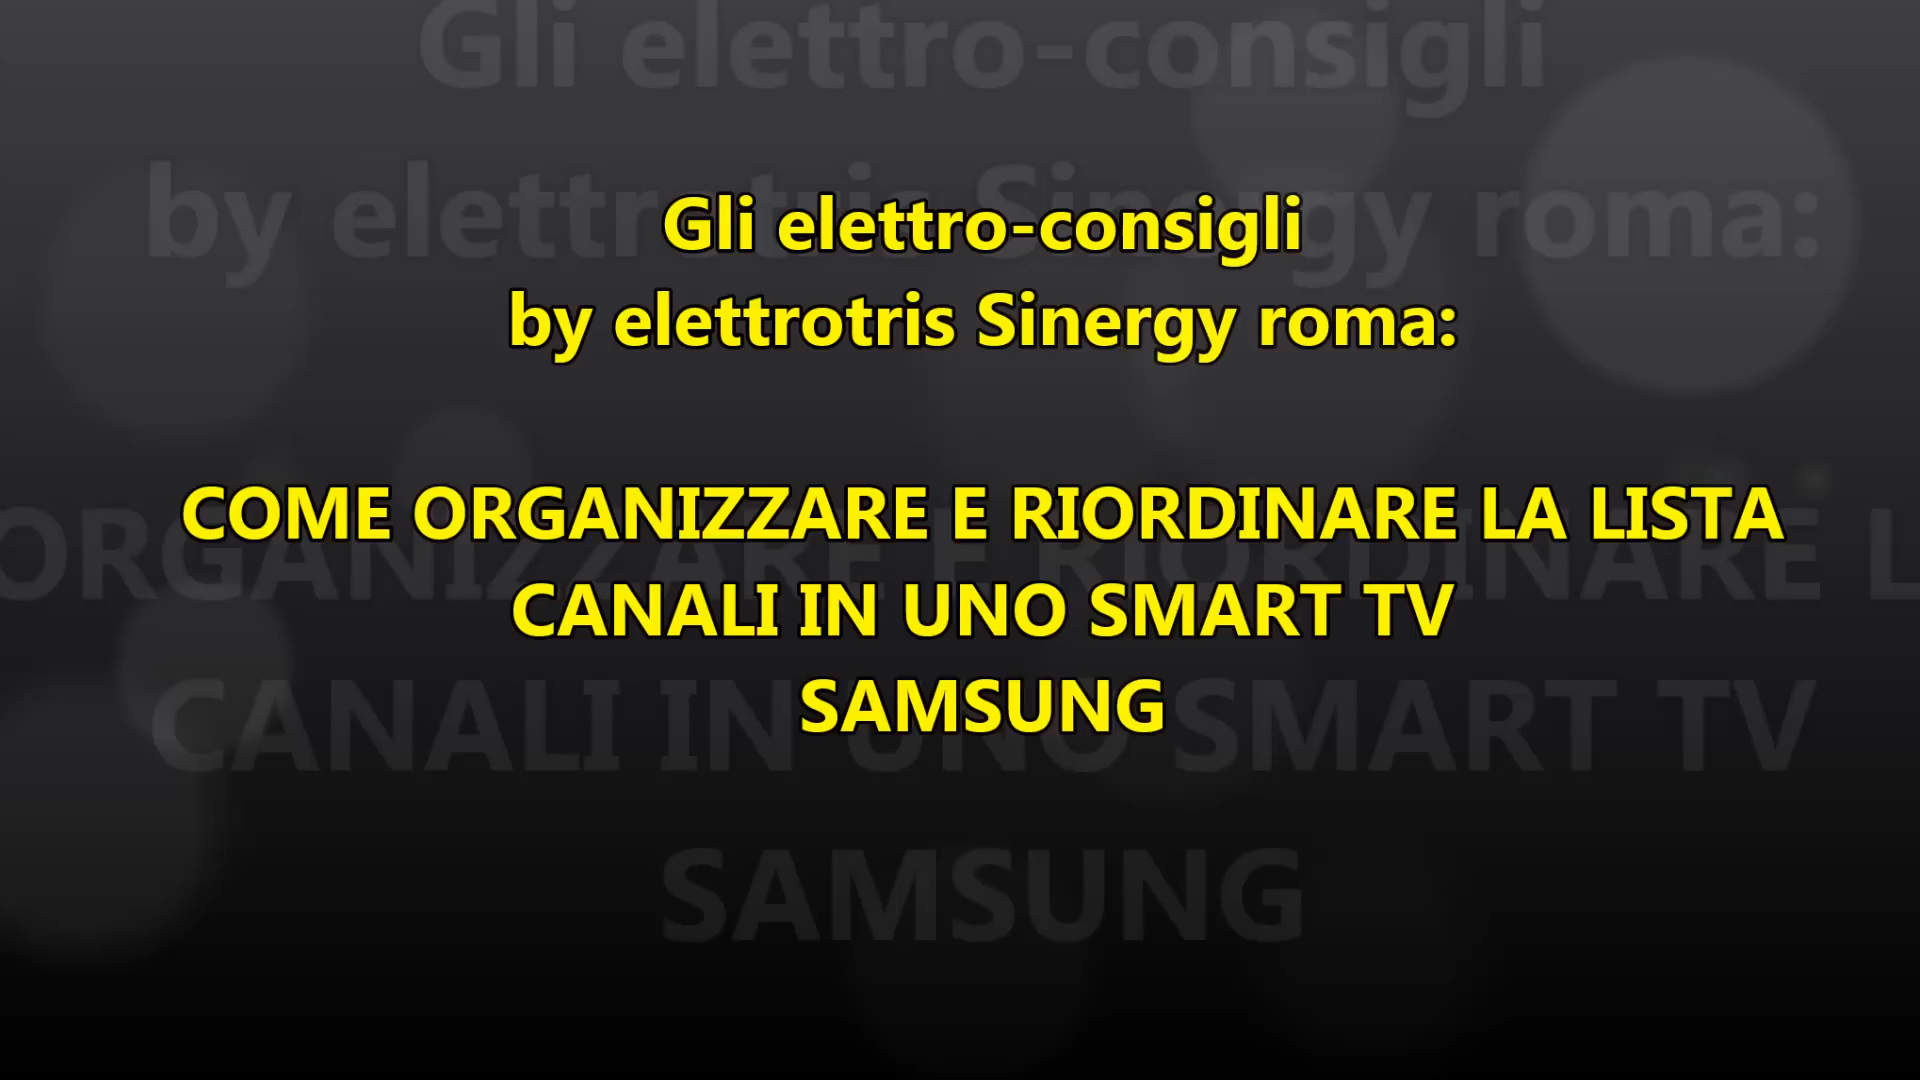 Gli elettro-consigli
by elettrotris Sinergy roma:
COME ORGANIZZARE E RIORDINARE LA LISTA
CANALI IN UNO SMART TV
SAMSUNG